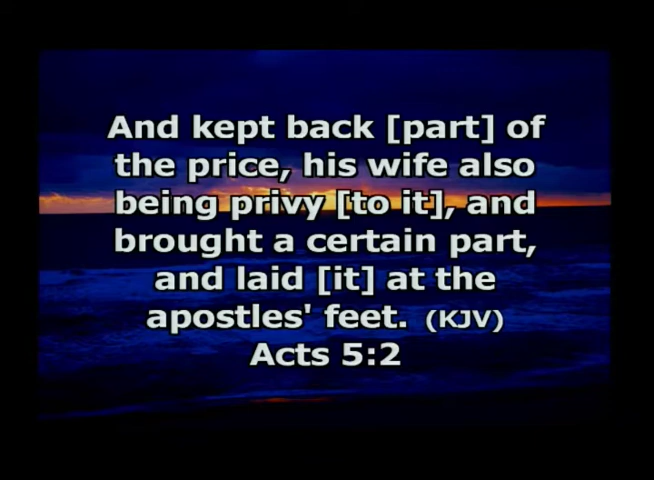 And kept back [part] of
the price, his wife also
being privy [to it], and
brought a certain part,
and laid [it] at the
apostles' feet. (KJV)
Acts 5:2